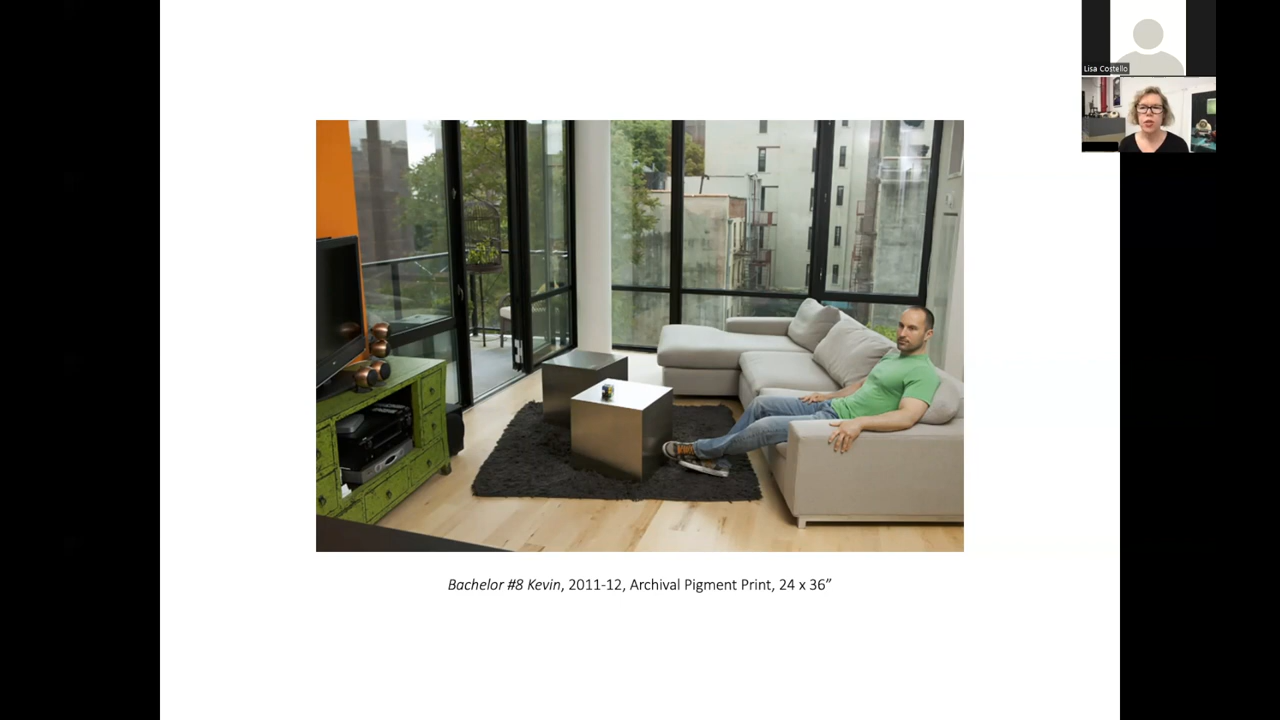 Lisa Costello
Bachelor #8 Kevin, 2011-12, Archival Pigment Print, 24 x 36”